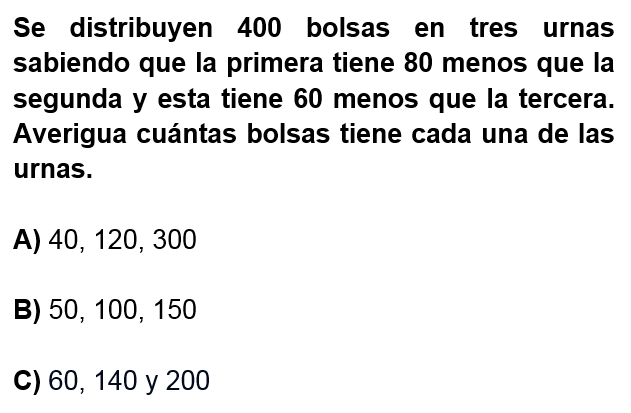 Se distribuyen 400 bolsas en tres urnas
sabiendo que la primera tiene 80 menos que la
segunda y esta tiene 60 menos que la tercera.
Averigua cuántas bolsas tiene cada una de las
urnas.
A) 40, 120, 300
B) 50, 100, 150
C) 60, 140 y 200